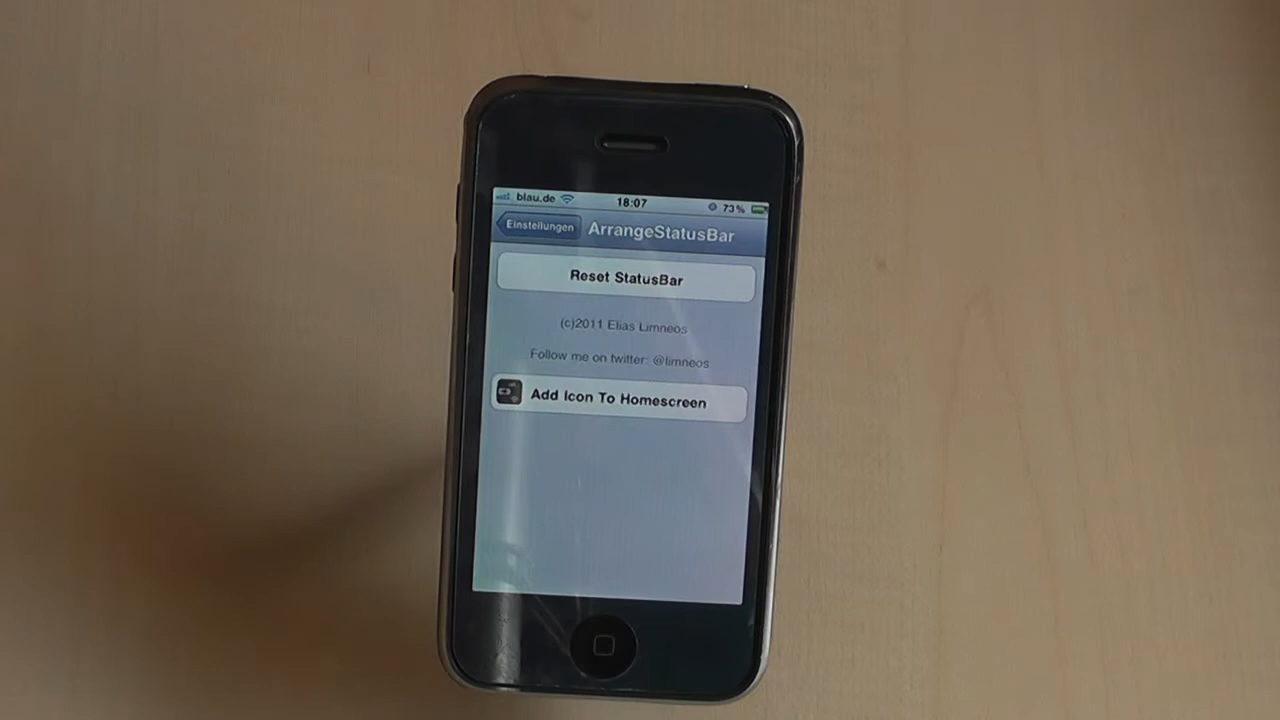 blau.de 18:07 73%
Einstellungen ArrangeStatusBar
Reset StatusBar
(c)2011 Elias Limneos
Follow me on twitter: @limneos
Add Icon To Homescreen